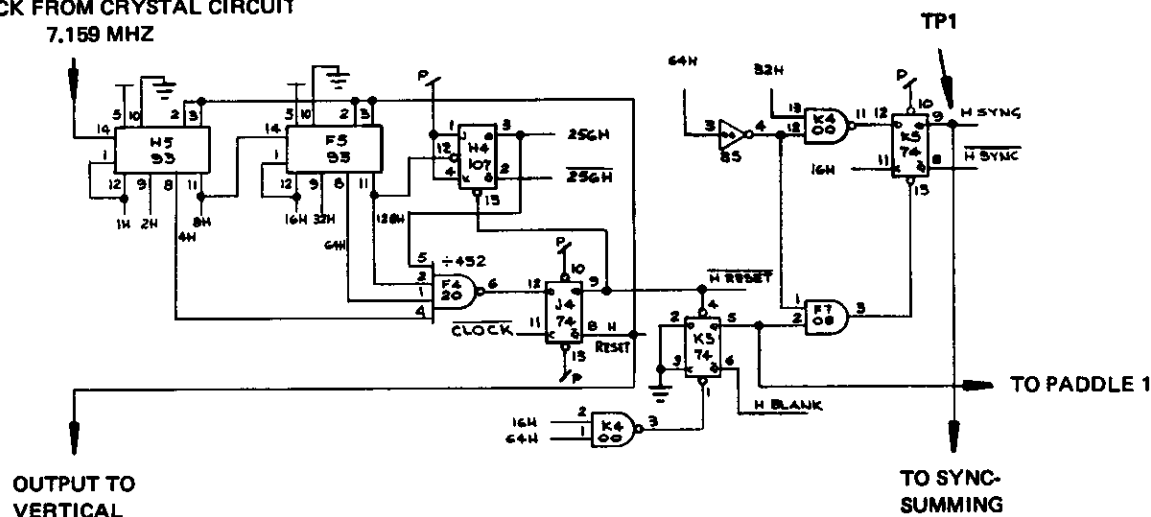 CK FROM CRYSTAL CIRCUIT
7.159 MHZ
TP1
64H
32H
P
P
P
5 10 2 3
14
H5
93
1
12 9 8 11
1H 2H 8H
4H
5 10 2 3
14
F5
93
1
12 9 8 11
16H 32H
64H
128H
1 J Q 3
12 H4
107
4 K Q 2
13
256H
256H
3 4
85
13
12
K4
00
11
12 10 9
K5
74
11 8
13
H SYNC
H SYNC
16H
÷452
5
2
1
4
F4
20
6
P
10
12 9
J4
74
11 8
13
P
CLOCK
H
RESET
H RESET
4
2 5
K5
74
3 6
1
1
2
F7
08
3
H BLANK
TO PADDLE 1
16H
64H
2
1
K4
00
3
OUTPUT TO
VERTICAL
TO SYNC-
SUMMING